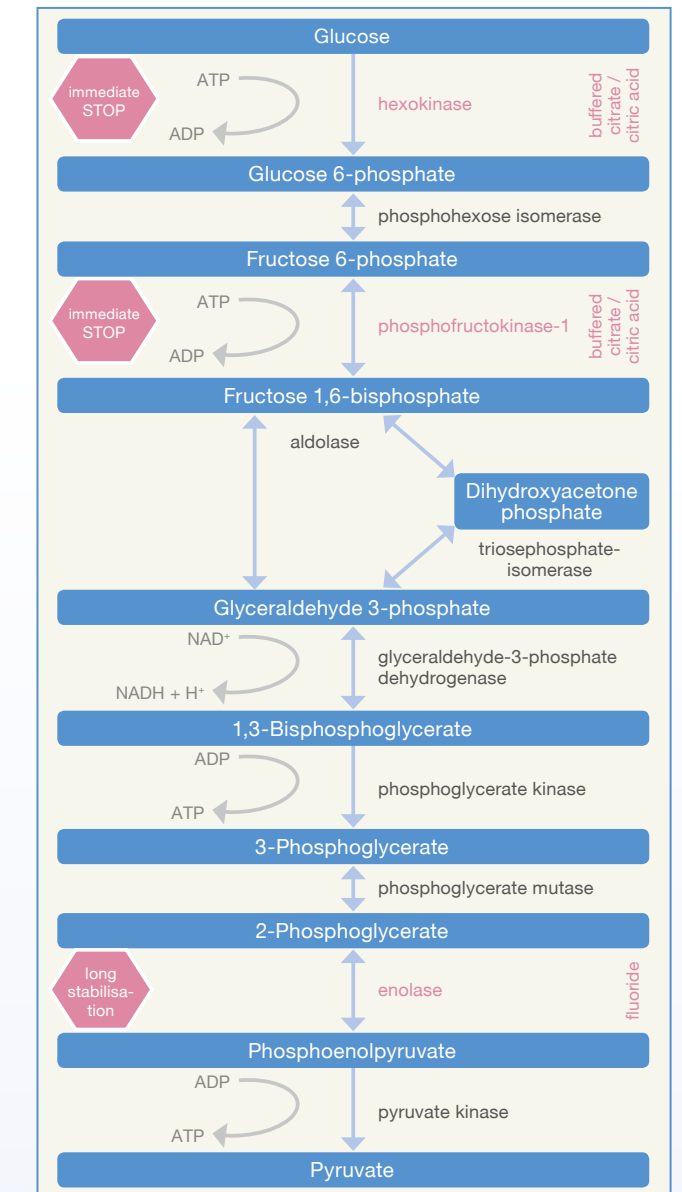 Glucose
immediate
STOP
ATP
ADP
hexokinase
buffered
citrate /
citric acid
Glucose 6-phosphate
phosphohexose isomerase
Fructose 6-phosphate
immediate
STOP
ATP
ADP
phosphofructokinase-1
buffered
citrate /
citric acid
Fructose 1,6-bisphosphate
aldolase
Dihydroxyacetone
phosphate
triosephosphate-
isomerase
Glyceraldehyde 3-phosphate
NAD⁺
NADH + H⁺
glyceraldehyde-3-phosphate
dehydrogenase
1,3-Bisphosphoglycerate
ADP
ATP
phosphoglycerate kinase
3-Phosphoglycerate
phosphoglycerate mutase
2-Phosphoglycerate
long
stabilisa-
tion
enolase
fluoride
Phosphoenolpyruvate
ADP
ATP
pyruvate kinase
Pyruvate